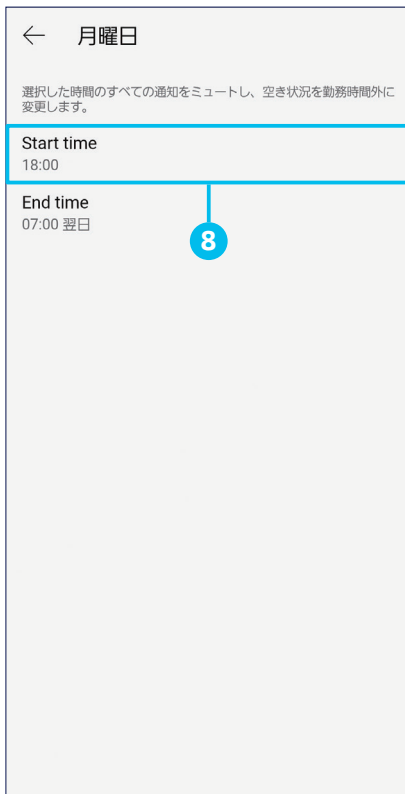 ← 月曜日
選択した時間のすべての通知をミュートし、空き状況を勤務時間外に
変更します。
Start time
18:00
End time
07:00 翌日
8